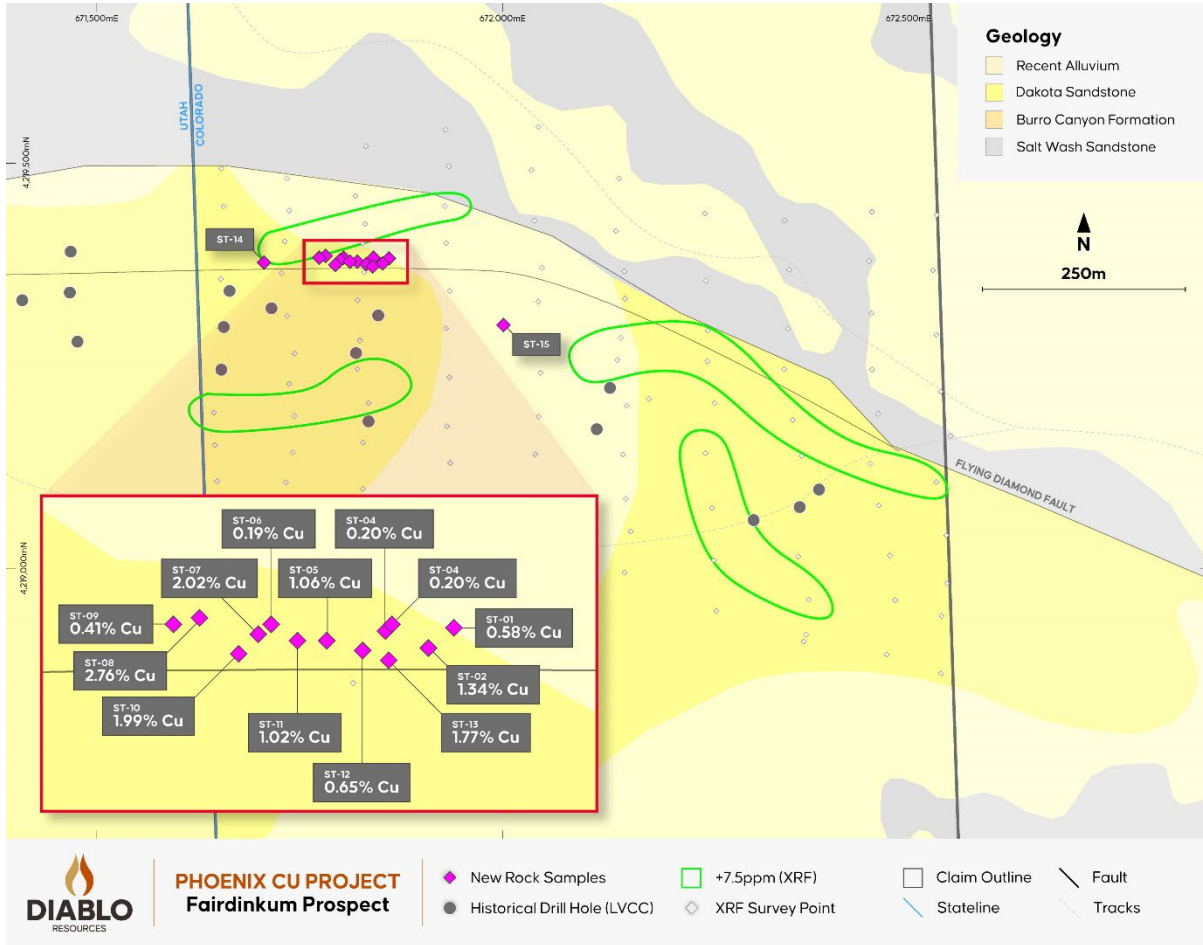 671,500mE
672,000mE
672,500mE
4,219,500mN
4,219,000mN
UTAH
COLORADO
Geology
Recent Alluvium
Dakota Sandstone
Burro Canyon Formation
Salt Wash Sandstone
N
250m
ST-14
ST-15
FLYING DIAMOND FAULT
ST-06
0.19% Cu
ST-04
0.20% Cu
ST-07
2.02% Cu
ST-05
1.06% Cu
ST-04
0.20% Cu
ST-09
0.41% Cu
ST-01
0.58% Cu
ST-08
2.76% Cu
ST-02
1.34% Cu
ST-10
1.99% Cu
ST-11
1.02% Cu
ST-13
1.77% Cu
ST-12
0.65% Cu
DIABLO
RESOURCES
PHOENIX CU PROJECT
Fairdinkum Prospect
New Rock Samples
Historical Drill Hole (LVCC)
+7.5ppm (XRF)
XRF Survey Point
Claim Outline
Stateline
Fault
Tracks